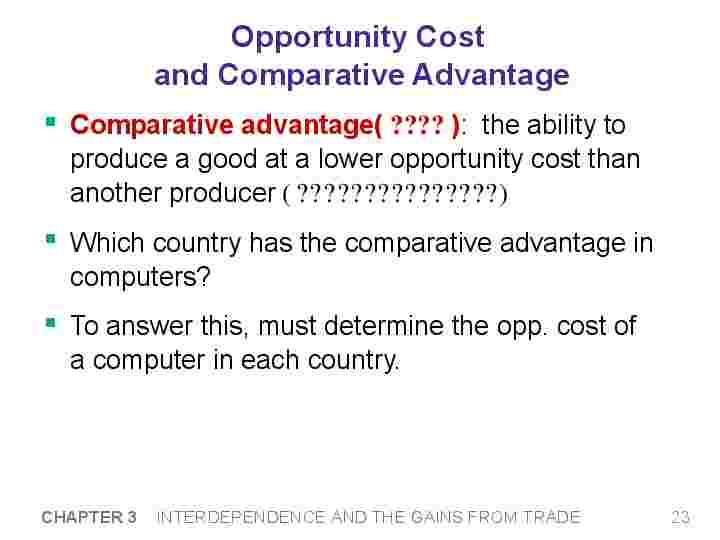 Opportunity Cost
and Comparative Advantage
▪ Comparative advantage( ???? ): the ability to
produce a good at a lower opportunity cost than
another producer ( ???????????????)
▪ Which country has the comparative advantage in
computers?
▪ To answer this, must determine the opp. cost of
a computer in each country.
CHAPTER 3 INTERDEPENDENCE AND THE GAINS FROM TRADE 23